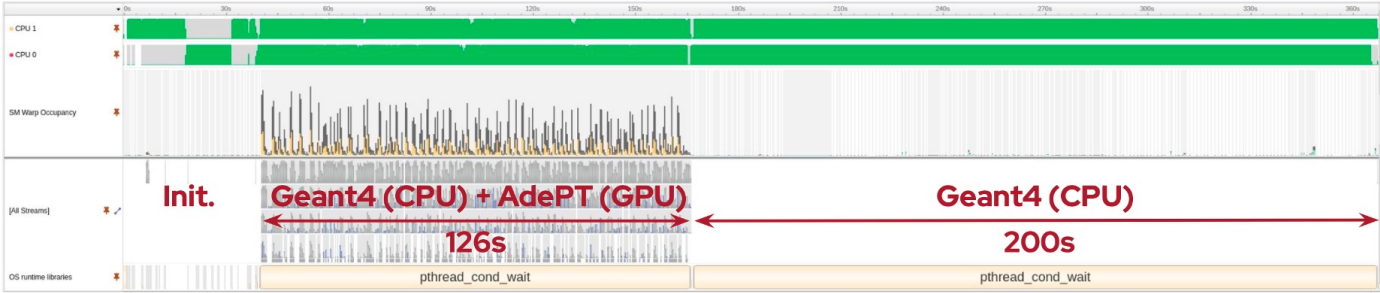 0s 30s 60s 90s 120s 150s 180s 210s 240s 270s 300s 330s 360s
CPU 1
CPU 0
SM Warp Occupancy
[All Streams]
Init.
Geant4 (CPU) + AdePT (GPU)
126s
Geant4 (CPU)
200s
OS runtime libraries
pthread_cond_wait
pthread_cond_wait